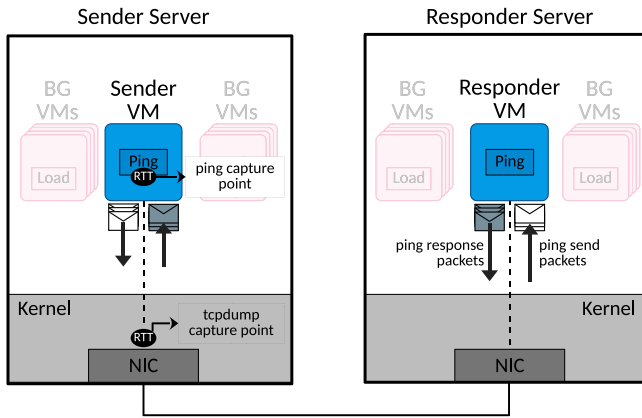 Sender Server
Responder Server
BG
VMs
Sender
VM
BG
VMs
Load
Ping
RTT
ping capture
point
Kernel
tcpdump
capture point
RTT
NIC
BG
VMs
Responder
VM
BG
VMs
Load
Ping
Load
ping response
packets
ping send
packets
Kernel
NIC